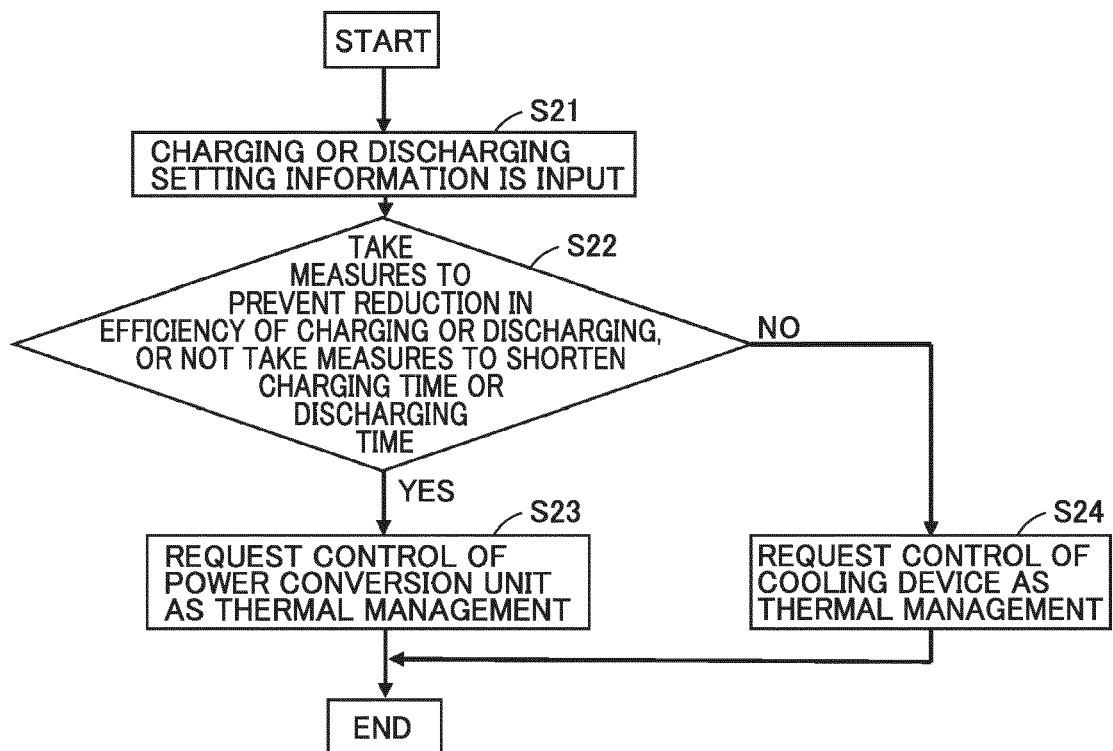 START
S21
CHARGING OR DISCHARGING
SETTING INFORMATION IS INPUT
S22
TAKE
MEASURES TO
PREVENT REDUCTION IN
EFFICIENCY OF CHARGING OR DISCHARGING,
OR NOT TAKE MEASURES TO SHORTEN
CHARGING TIME OR
DISCHARGING
TIME
NO
YES
S23
REQUEST CONTROL OF
POWER CONVERSION UNIT
AS THERMAL MANAGEMENT
S24
REQUEST CONTROL OF
COOLING DEVICE AS
THERMAL MANAGEMENT
END